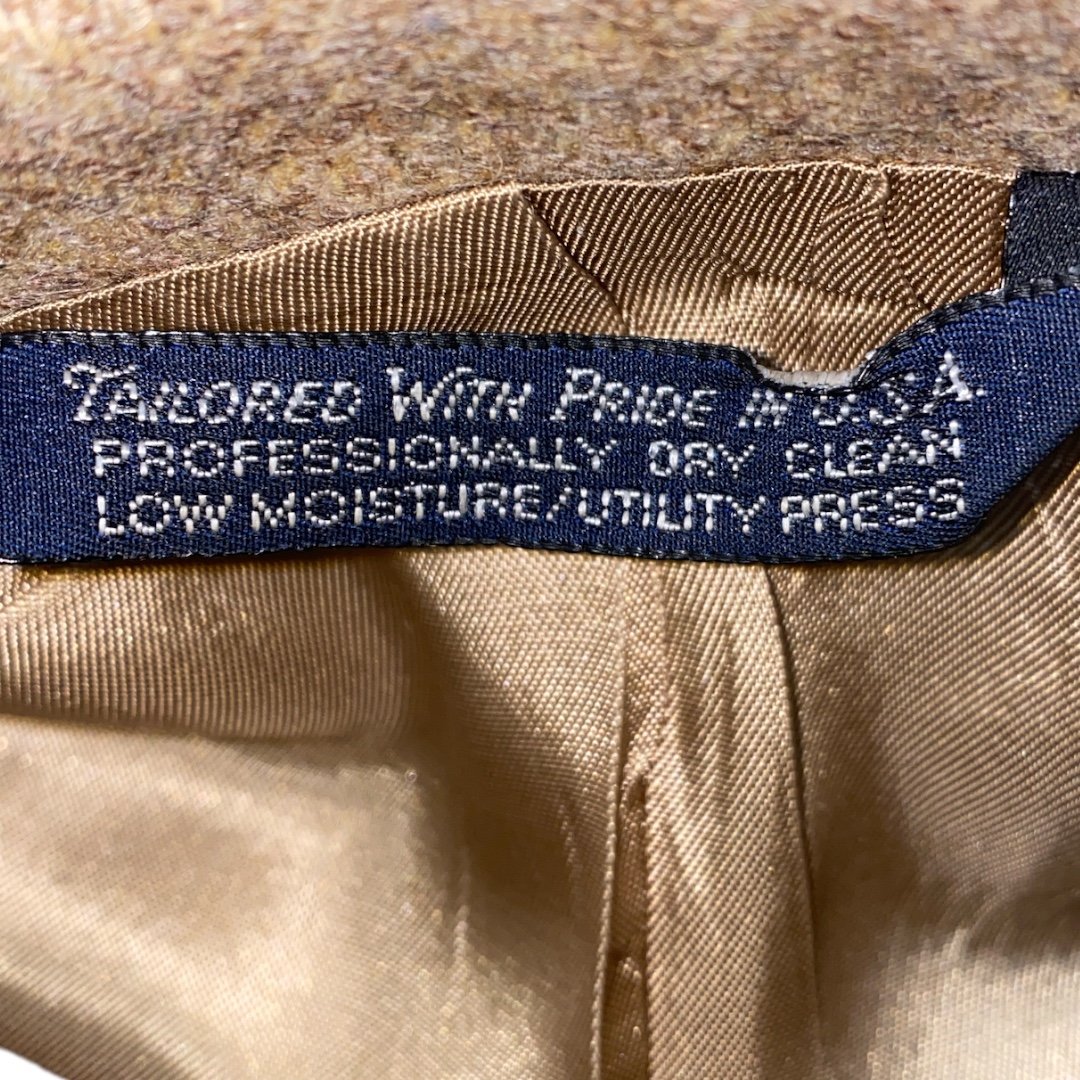 TAILORED WITH PRIDE IN U.S.A
PROFESSIONALLY DRY CLEAN
LOW MOISTURE/UTILITY PRESS